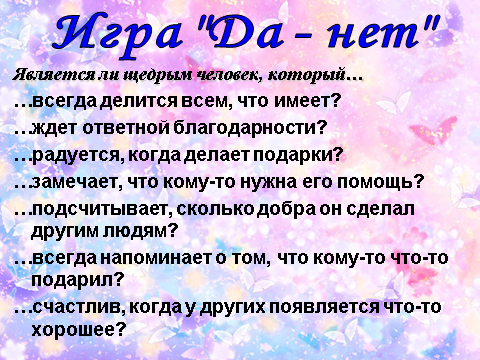 Игра "Да – нет"
Является ли щедрым человек, который…
…всегда делится всем, что имеет?
…ждет ответной благодарности?
…радуется, когда делает подарки?
…замечает, что кому-то нужна его помощь?
…подсчитывает, сколько добра он сделал
другим людям?
…всегда напоминает о том, что кому-то что-то
подарил?
…счастлив, когда у других появляется что-то
хорошее?